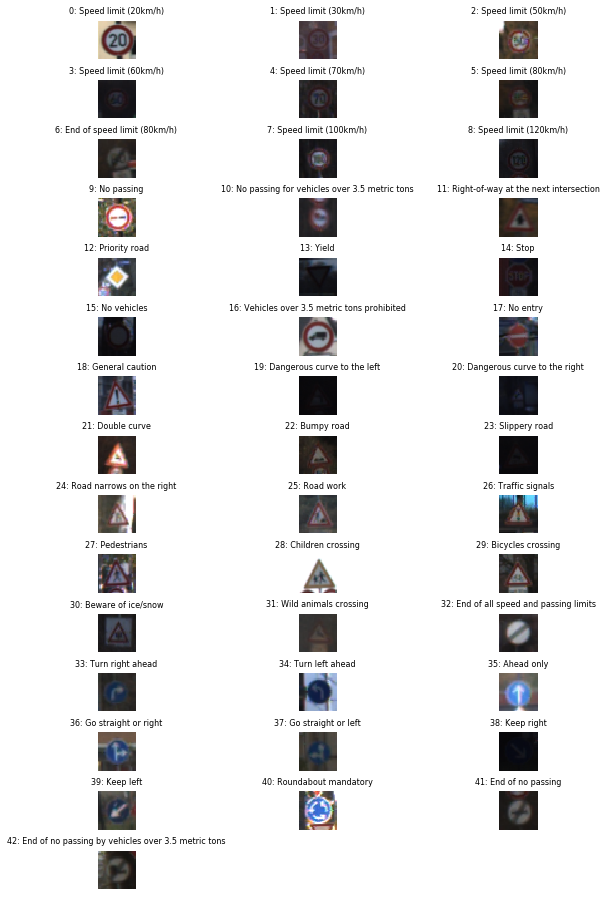 0: Speed limit (20km/h)
1: Speed limit (30km/h)
2: Speed limit (50km/h)
20
3: Speed limit (60km/h)
4: Speed limit (70km/h)
5: Speed limit (80km/h)
70
6: End of speed limit (80km/h)
7: Speed limit (100km/h)
8: Speed limit (120km/h)
9: No passing
10: No passing for vehicles over 3.5 metric tons
11: Right-of-way at the next intersection
12: Priority road
13: Yield
14: Stop
STOP
15: No vehicles
16: Vehicles over 3.5 metric tons prohibited
17: No entry
18: General caution
19: Dangerous curve to the left
20: Dangerous curve to the right
21: Double curve
22: Bumpy road
23: Slippery road
24: Road narrows on the right
25: Road work
26: Traffic signals
27: Pedestrians
28: Children crossing
29: Bicycles crossing
30: Beware of ice/snow
31: Wild animals crossing
32: End of all speed and passing limits
33: Turn right ahead
34: Turn left ahead
35: Ahead only
36: Go straight or right
37: Go straight or left
38: Keep right
39: Keep left
40: Roundabout mandatory
41: End of no passing
42: End of no passing by vehicles over 3.5 metric tons